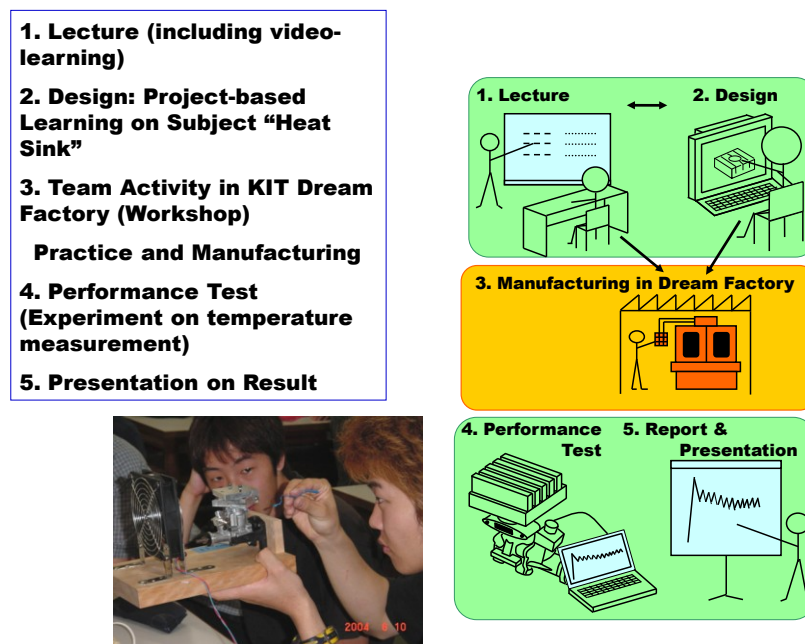 1. Lecture (including video-
learning)
2. Design: Project-based
Learning on Subject “Heat
Sink”
3. Team Activity in KIT Dream
Factory (Workshop)
Practice and Manufacturing
4. Performance Test
(Experiment on temperature
measurement)
5. Presentation on Result
1. Lecture
2. Design
3. Manufacturing in Dream Factory
4. Performance
Test
5. Report &
Presentation
2004 6 10